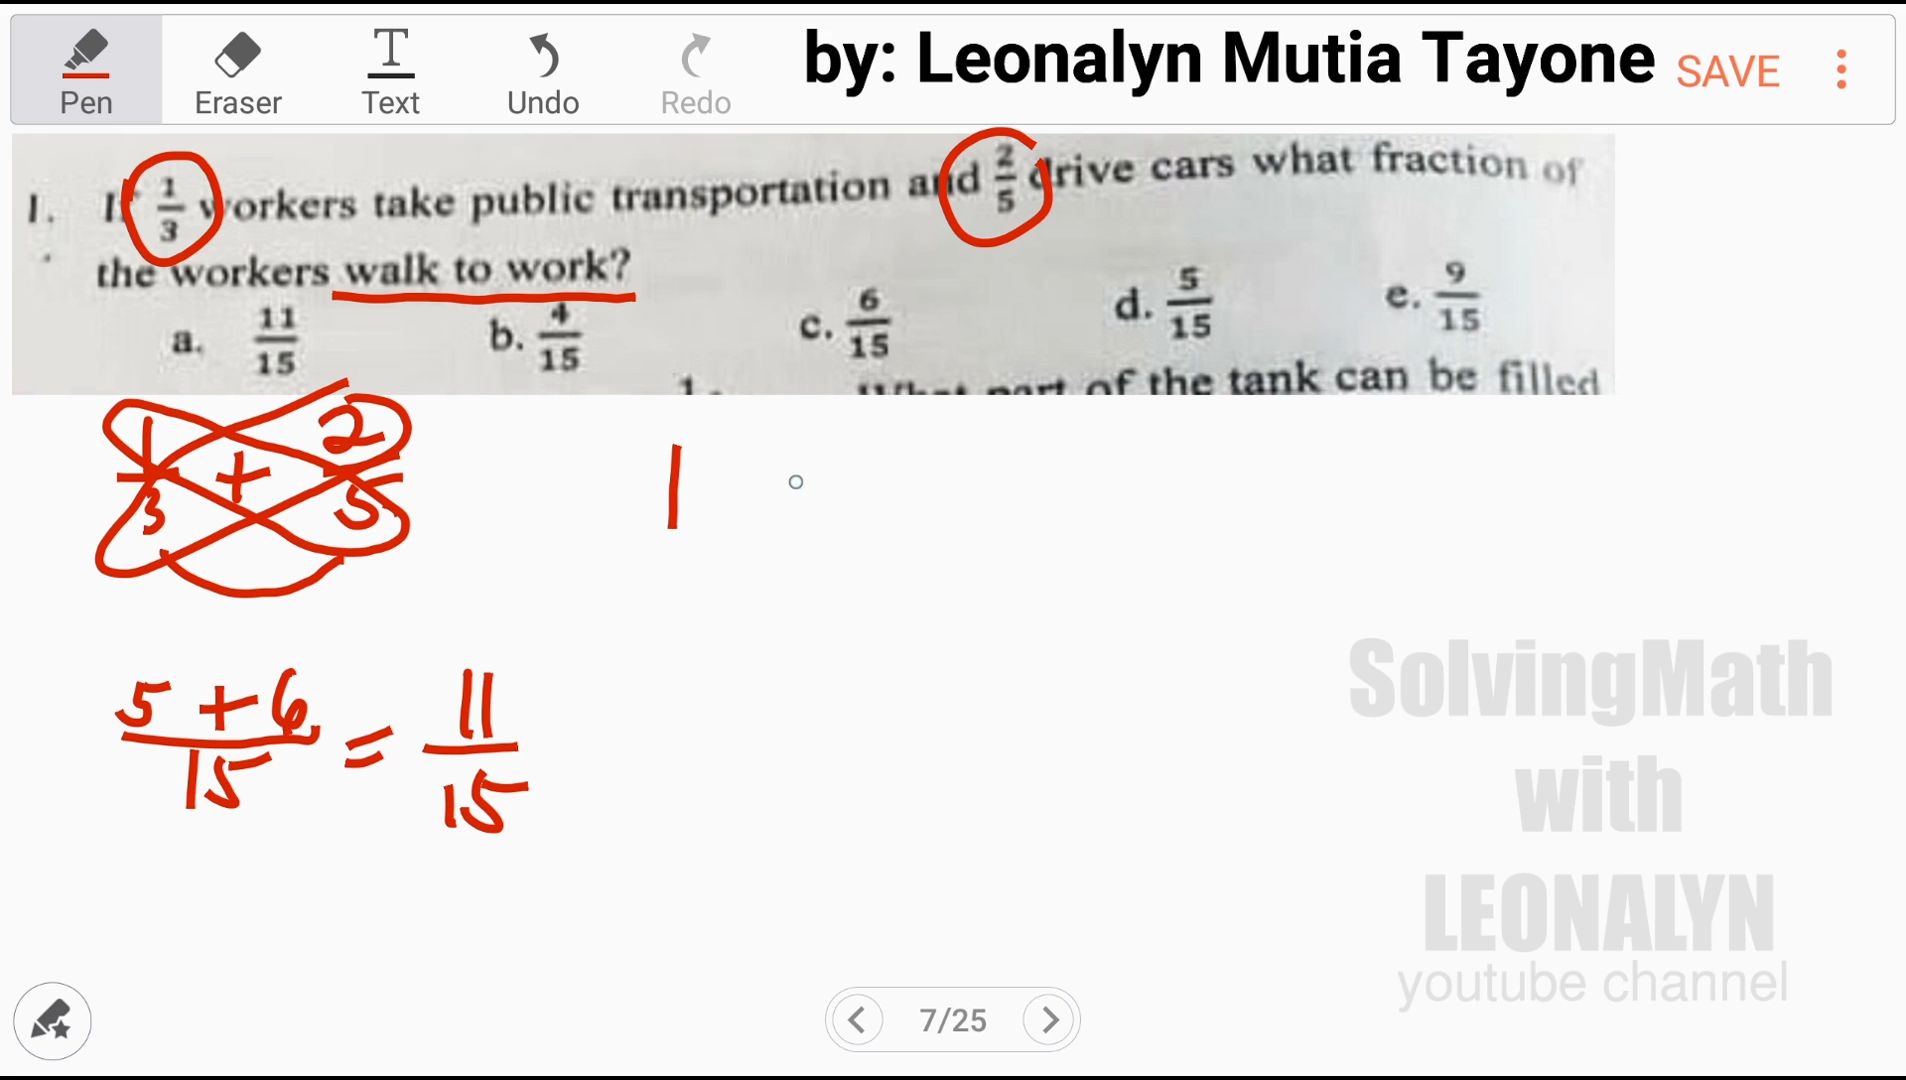 Pen Eraser Text Undo Redo by: Leonalyn Mutia Tayone SAVE
1. If 1/3 workers take public transportation and 2/5 drive cars what fraction of
the workers walk to work?
a. 11/15 b. 4/15 c. 6/15 d. 5/15 e. 9/15
part of the tank can be filled
1/3 + 2/5
1
5+6/15 = 11/15
SolvingMath
with
LEONALYN
youtube channel
7/25